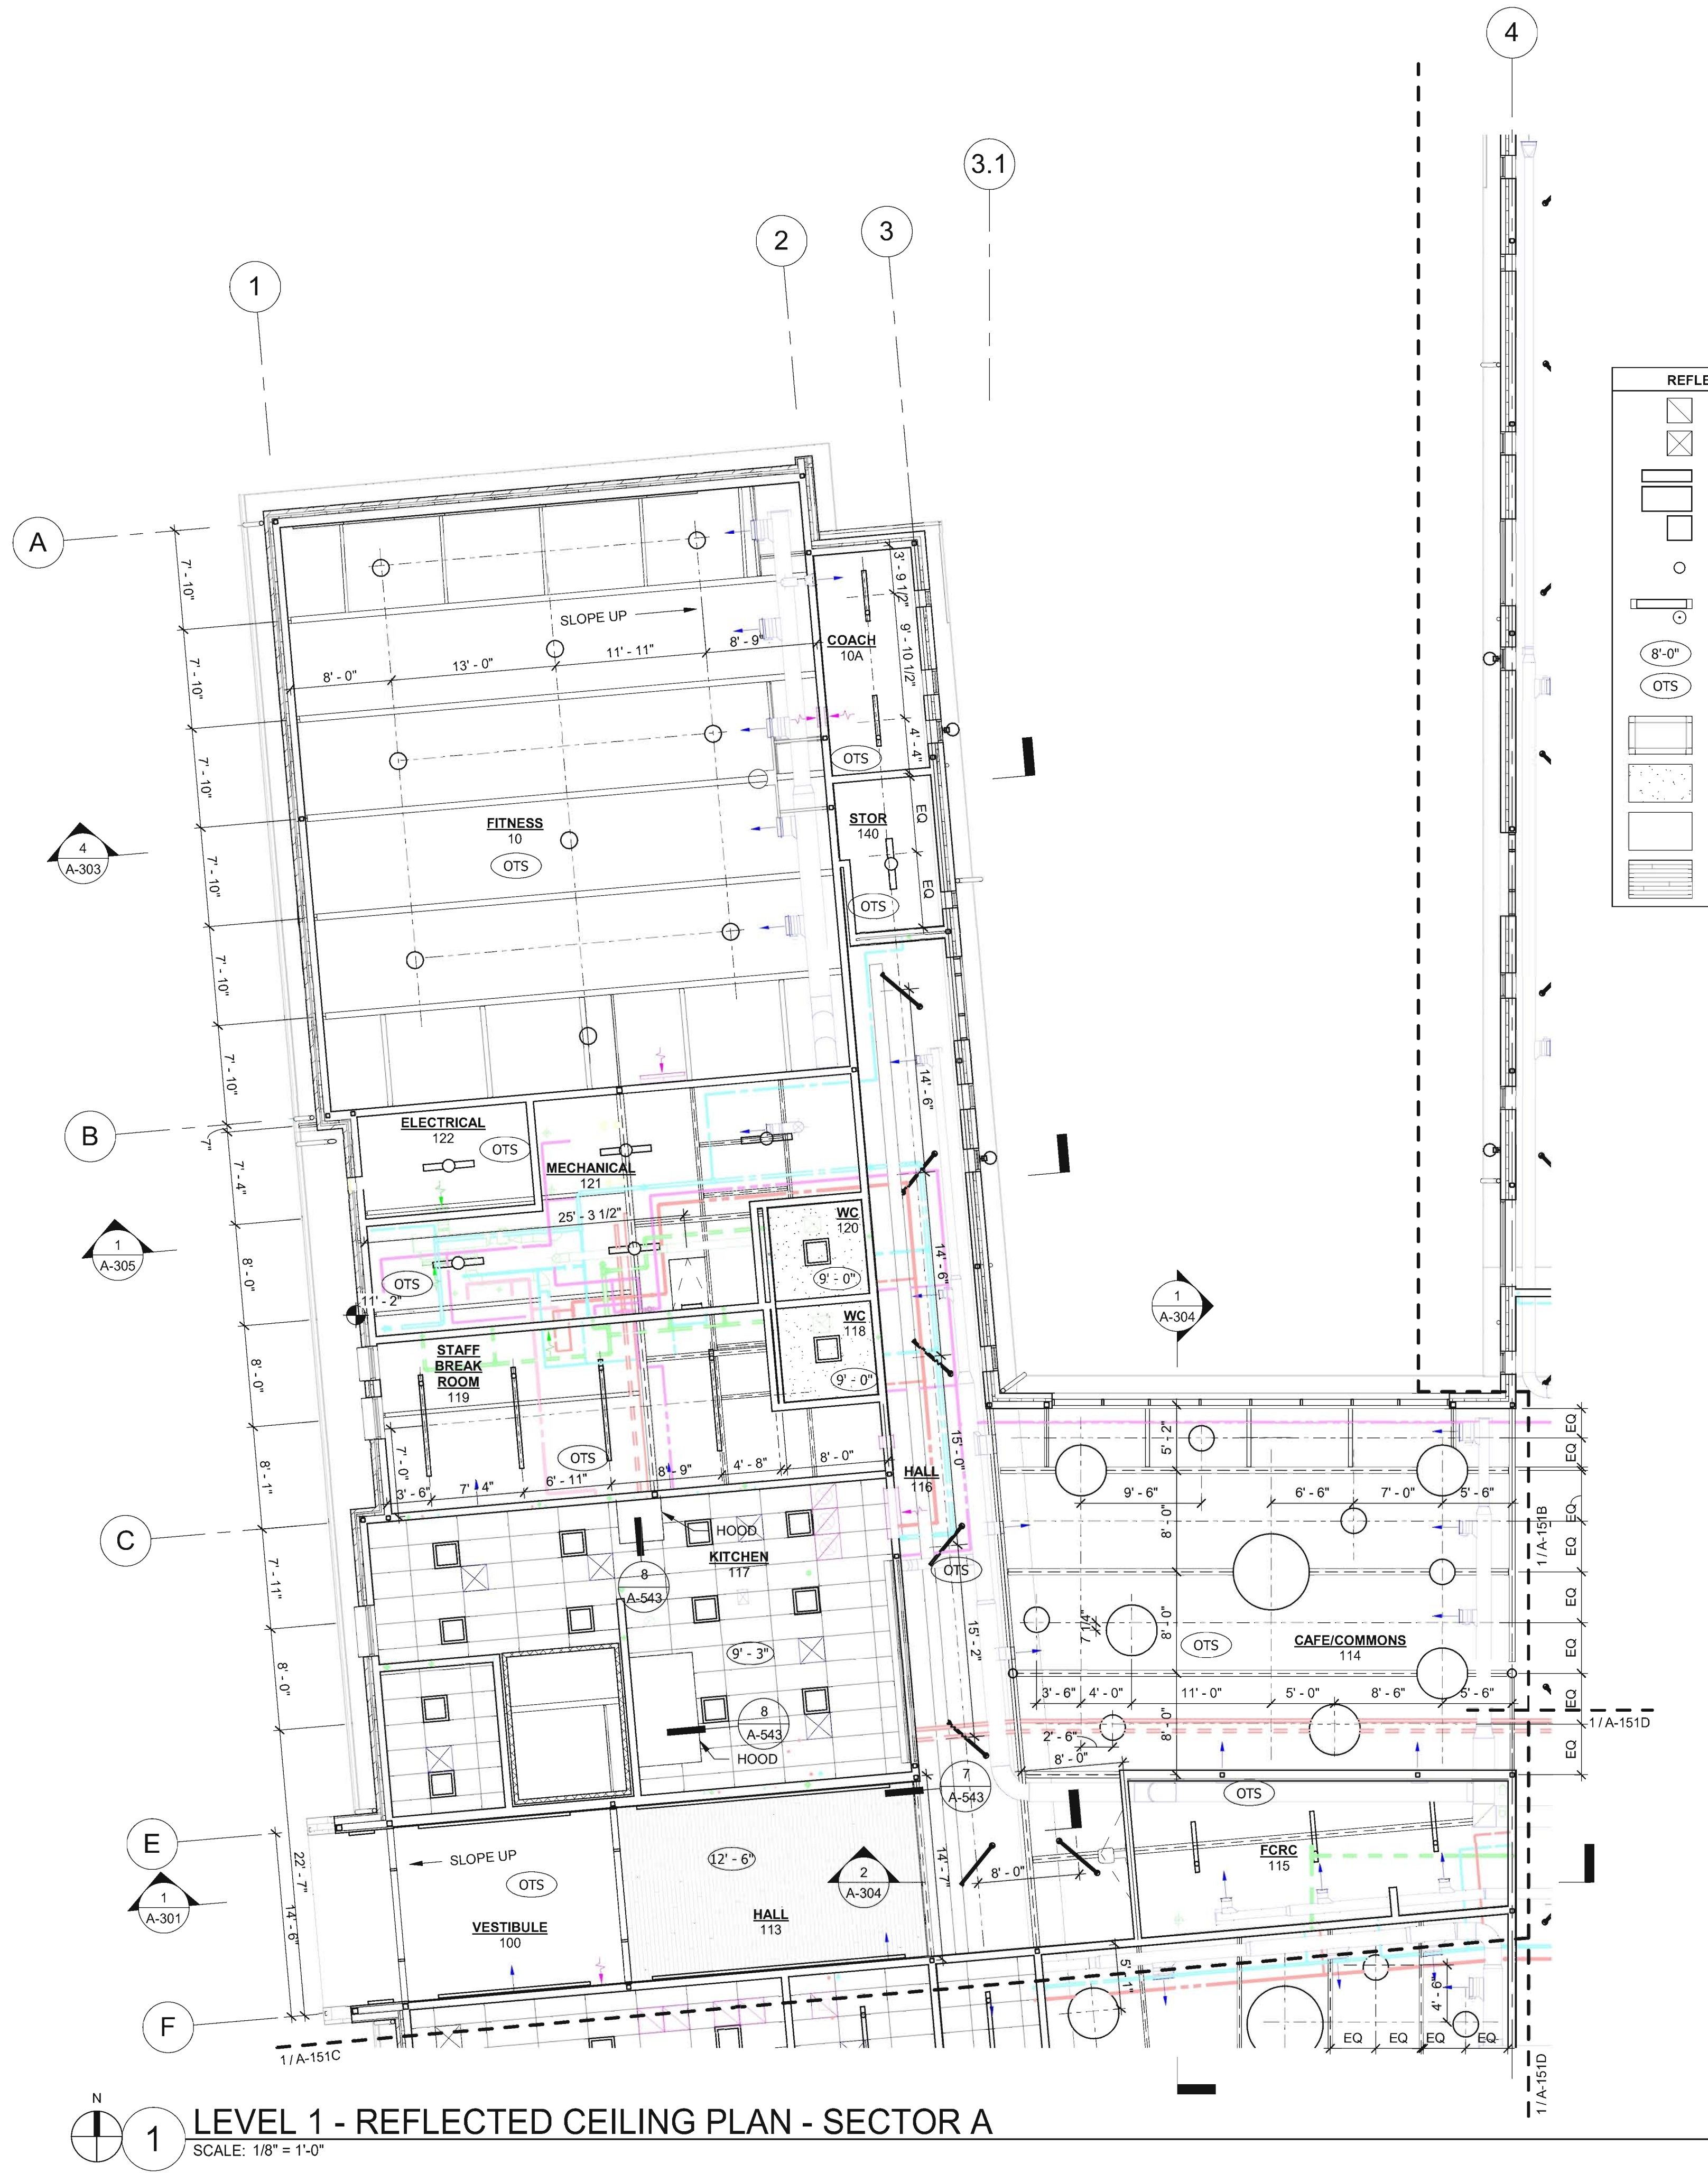 4
3.1
3
2
1
REFLE
A
7' - 10"
3' - 9 1/2"
SLOPE UP
COACH
10A
9' - 10 1/2"
8' - 9"
11' - 11"
13' - 0"
8' - 0"
8'-0"
OTS
7' - 10"
4' - 4"
OTS
7' - 10"
EQ
STOR
140
FITNESS
10
OTS
4
A-303
7' - 10"
EQ
OTS
7' - 10"
7' - 10"
14' - 6"
B
7"
ELECTRICAL
122
OTS
MECHANICAL
121
7' - 4"
25' - 3 1/2"
WC
120
9' - 0"
1
A-305
8' - 0"
OTS
11' - 2"
14' - 6"
1
A-304
WC
118
9' - 0"
STAFF
BREAK
ROOM
119
8' - 0"
7' - 0"
OTS
3' - 6"
7' - 4"
6' - 11"
8' - 9"
4' - 8"
8' - 0"
15' - 0"
HALL
116
5' - 2"
EQ
EQ
9' - 6"
6' - 6"
7' - 0"
5' - 6"
8' - 1"
C
HOOD
KITCHEN
117
8
A-543
OTS
8' - 0"
EQ
EQ
1 / A-151B
7' - 11"
EQ
7 1/4"
8' - 0"
OTS
CAFE/COMMONS
114
EQ
9' - 3"
15' - 2"
8' - 0"
3' - 6"
4' - 0"
11' - 0"
5' - 0"
8' - 6"
5' - 6"
EQ
8
A-543
HOOD
2' - 6"
8' - 0"
8' - 0"
1 / A-151D
EQ
7
A-543
OTS
E
22' - 7"
SLOPE UP
OTS
12' - 6"
2
A-304
14' - 7"
8' - 0"
FCRC
115
1
A-301
14' - 6"
VESTIBULE
100
HALL
113
5' - 1"
4' - 6"
F
EQ
EQ
EQ
EQ
1 / A-151C
1 / A-151D
N
1
LEVEL 1 - REFLECTED CEILING PLAN - SECTOR A
SCALE: 1/8" = 1'-0"